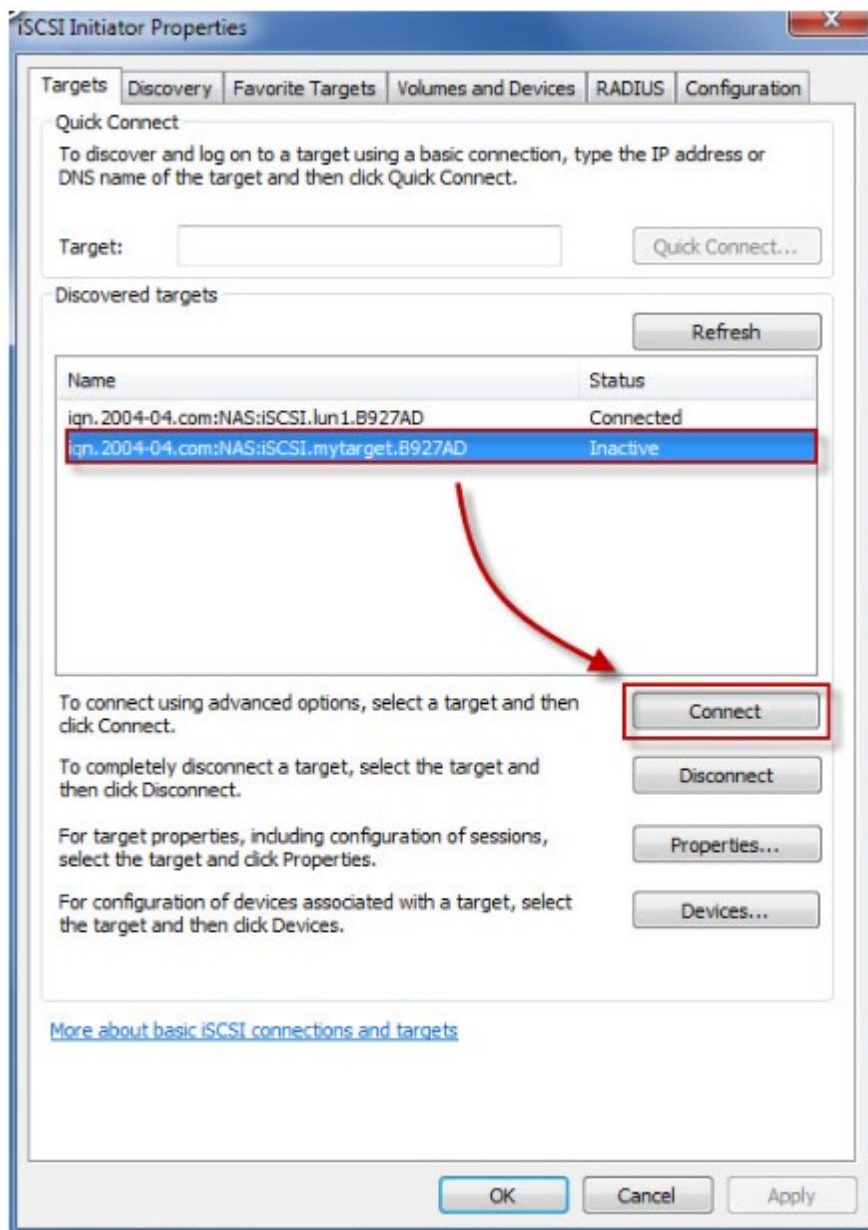 iSCSI Initiator Properties
Targets Discovery Favorite Targets Volumes and Devices RADIUS Configuration
Quick Connect
To discover and log on to a target using a basic connection, type the IP address or
DNS name of the target and then click Quick Connect.
Target: Quick Connect...
Discovered targets
Refresh
Name Status
iqn.2004-04.com:NAS:iSCSI.lun1.B927AD Connected
iqn.2004-04.com:NAS:iSCSI.mytarget.B927AD Inactive
To connect using advanced options, select a target and then
click Connect.
Connect
To completely disconnect a target, select the target and
then click Disconnect.
Disconnect
For target properties, including configuration of sessions,
select the target and click Properties.
Properties...
For configuration of devices associated with a target, select
the target and then click Devices.
Devices...
More about basic iSCSI connections and targets
OK Cancel Apply